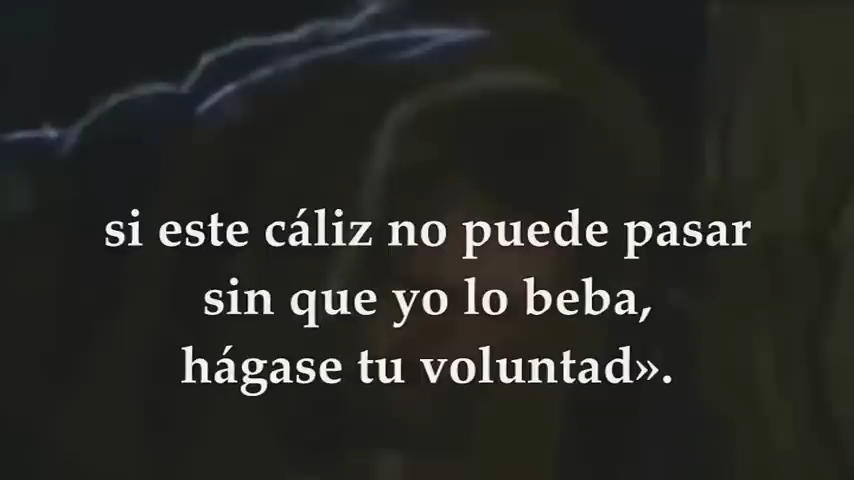 si este cáliz no puede pasar
sin que yo lo beba,
hágase tu voluntad».